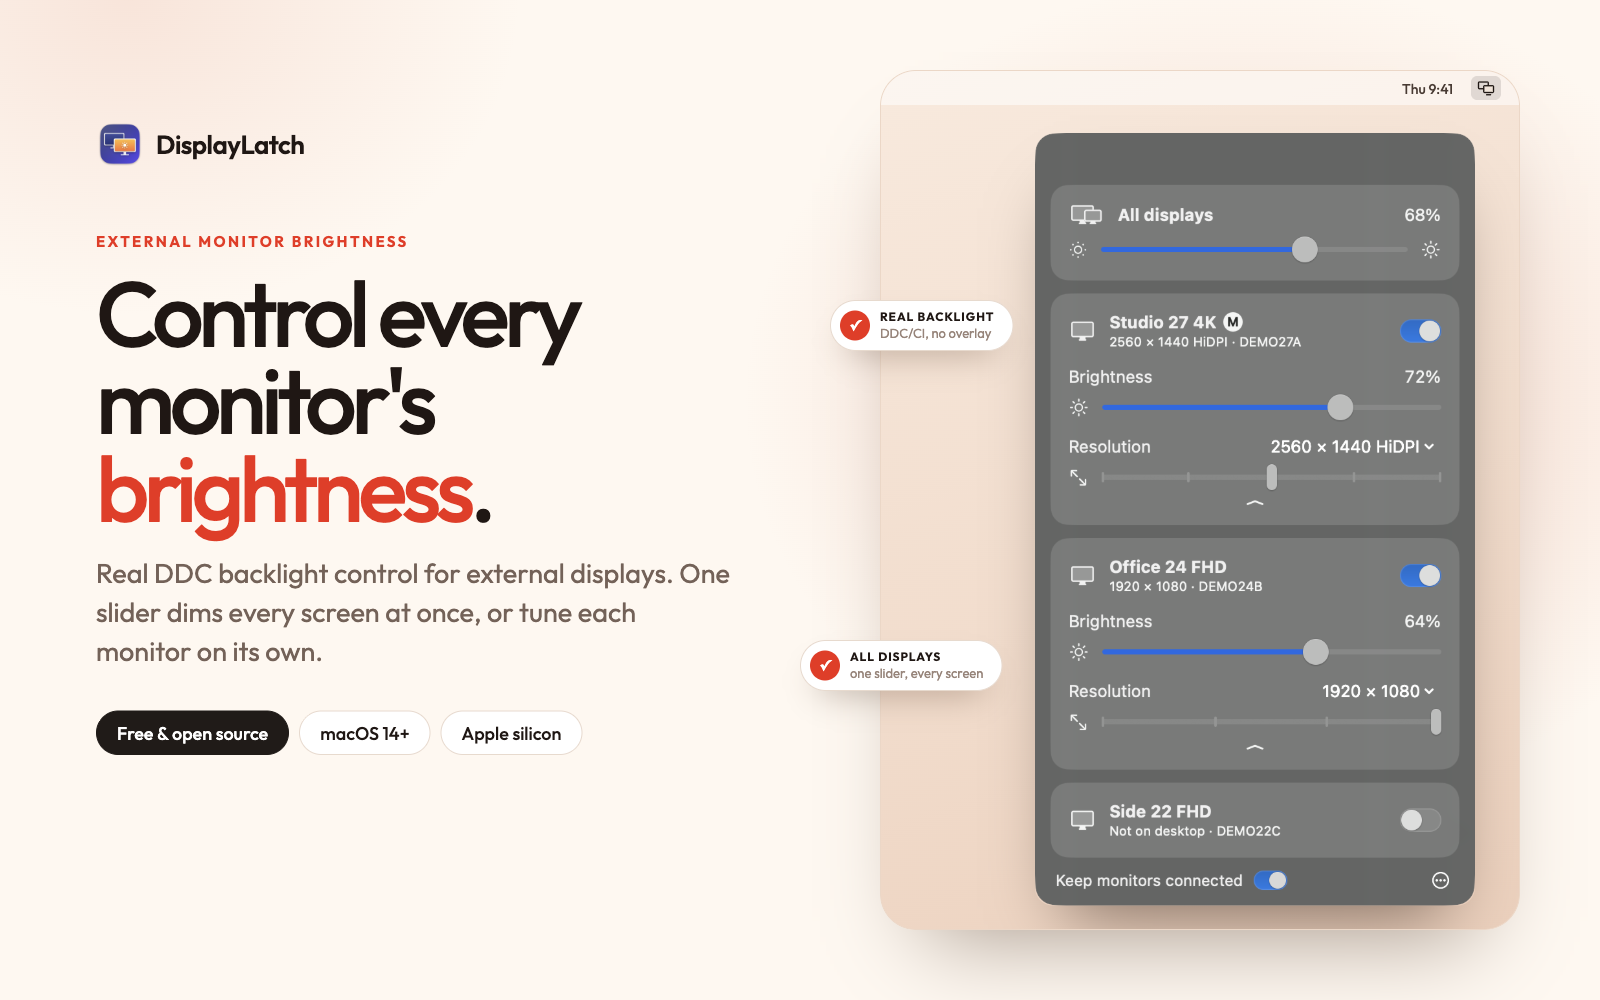 DisplayLatch
EXTERNAL MONITOR BRIGHTNESS
Control every
monitor's
brightness.
Real DDC backlight control for external displays. One
slider dims every screen at once, or tune each
monitor on its own.
Free & open source
macOS 14+
Apple silicon
REAL BACKLIGHT
DDC/CI, no overlay
ALL DISPLAYS
one slider, every screen
Thu 9:41
All displays 68%
Studio 27 4K M
2560 × 1440 HiDPI · DEMO27A
Brightness 72%
Resolution 2560 × 1440 HiDPI
Office 24 FHD
1920 × 1080 · DEMO24B
Brightness 64%
Resolution 1920 × 1080
Side 22 FHD
Not on desktop · DEMO22C
Keep monitors connected